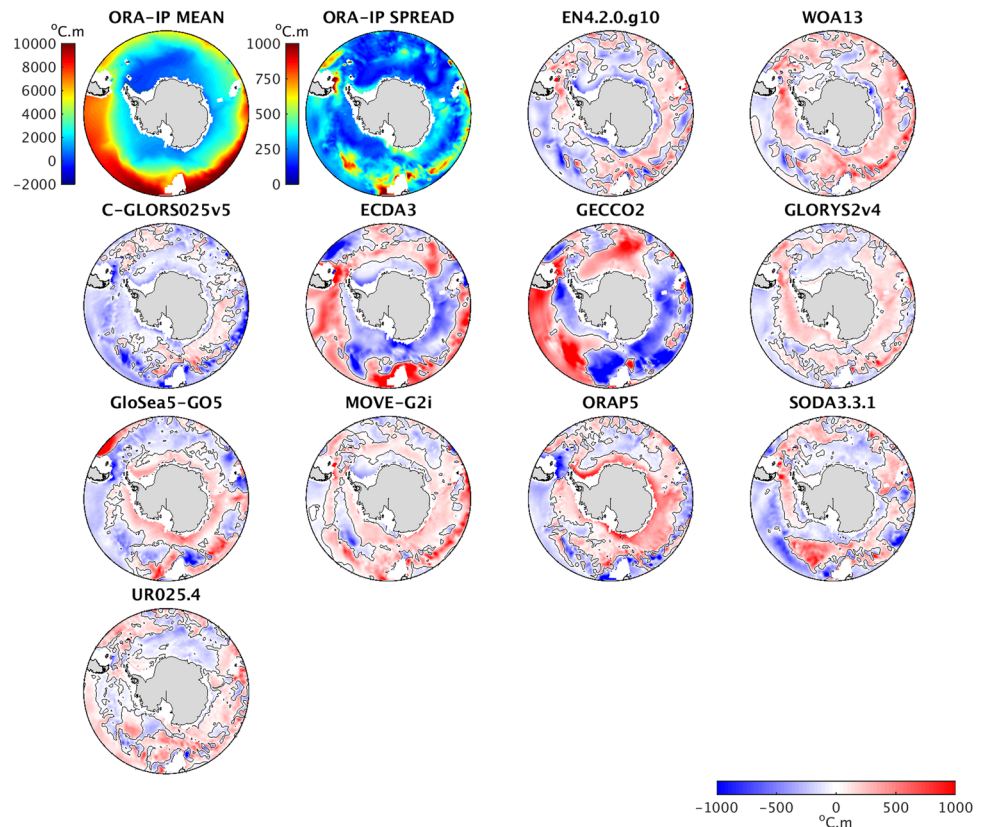 ORA-IP MEAN
ORA-IP SPREAD
EN4.2.0.g10
WOA13
°C.m
10000
8000
6000
4000
2000
0
−2000
°C.m
1000
750
500
250
0
C-GLORS025v5
ECDA3
GECCO2
GLORYS2v4
GloSea5-GO5
MOVE-G2i
ORAP5
SODA3.3.1
UR025.4
−1000 −500 0 500 1000
°C.m